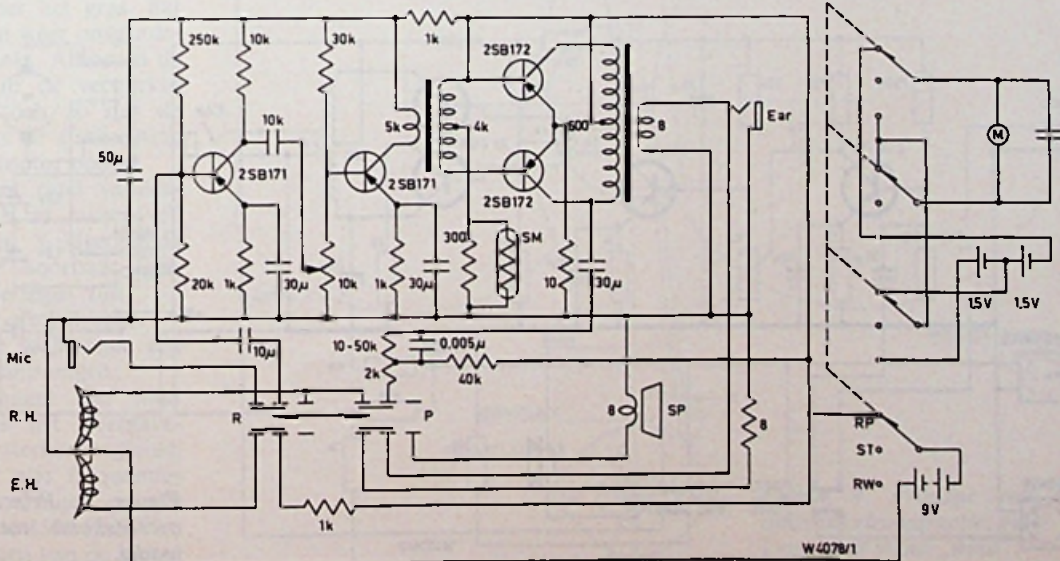 250k
10k
30k
1k
2SB172
Ear
50µ
10k
5k
4k
600
8
M
2SB171
2SB171
2SB172
300
SM
20k
1k
30µ
10k
1k
30µ
10
30µ
1,5V
1,5V
Mic
10µ
10-50k
0,005µ
2k
40k
R.H.
R
P
8
SP
8
RP
ST
E.H.
RW
1k
9V
W4078/1